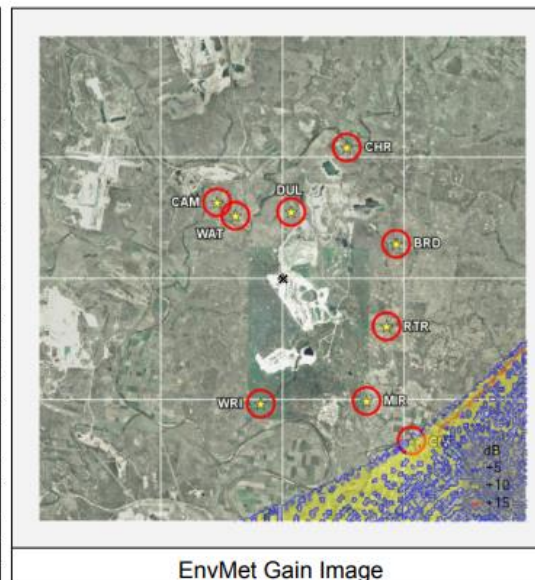 CHR
CAM
DUL
WAT
BRD
RTR
WRI
MIR
dB
+5
+10
+15
EnvMet Gain Image